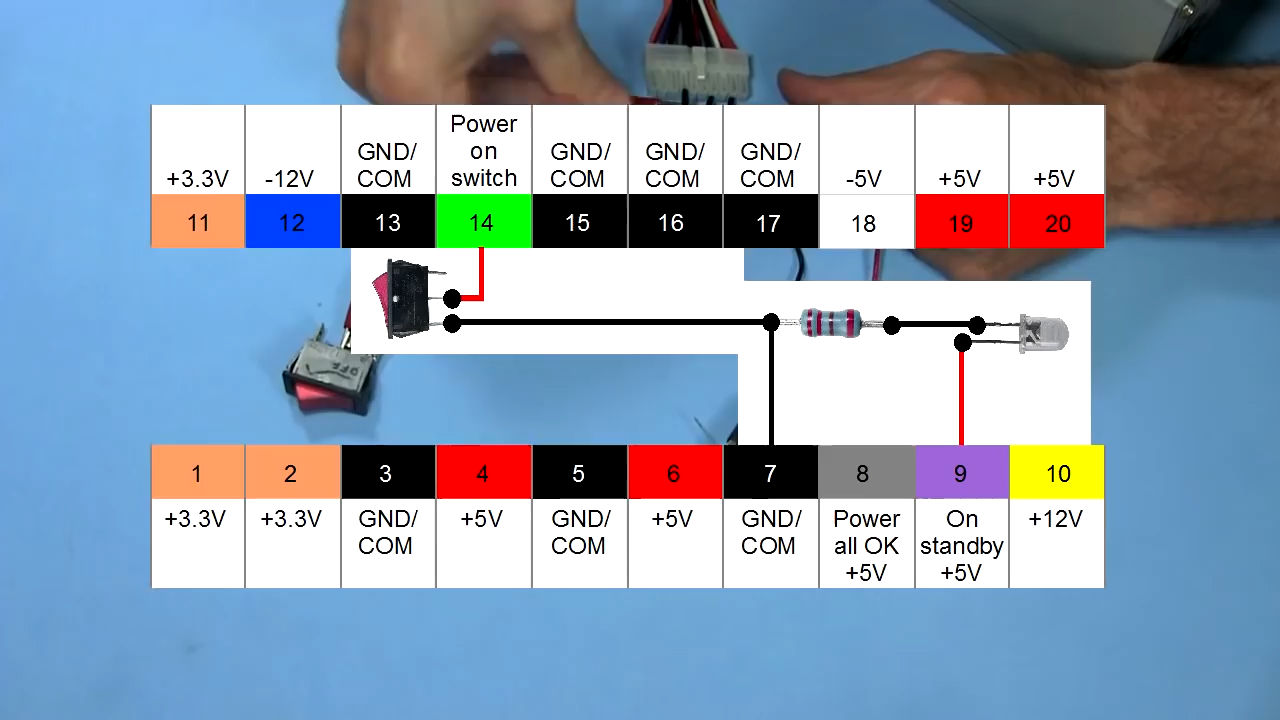 +3.3V
-12V
GND/
COM
Power
on
switch
GND/
COM
GND/
COM
GND/
COM
-5V
+5V
+5V
11
12
13
14
15
16
17
18
19
20
OFF
1
2
3
4
5
6
7
8
9
10
+3.3V
+3.3V
GND/
COM
+5V
GND/
COM
+5V
GND/
COM
Power
all OK
+5V
On
standby
+5V
+12V